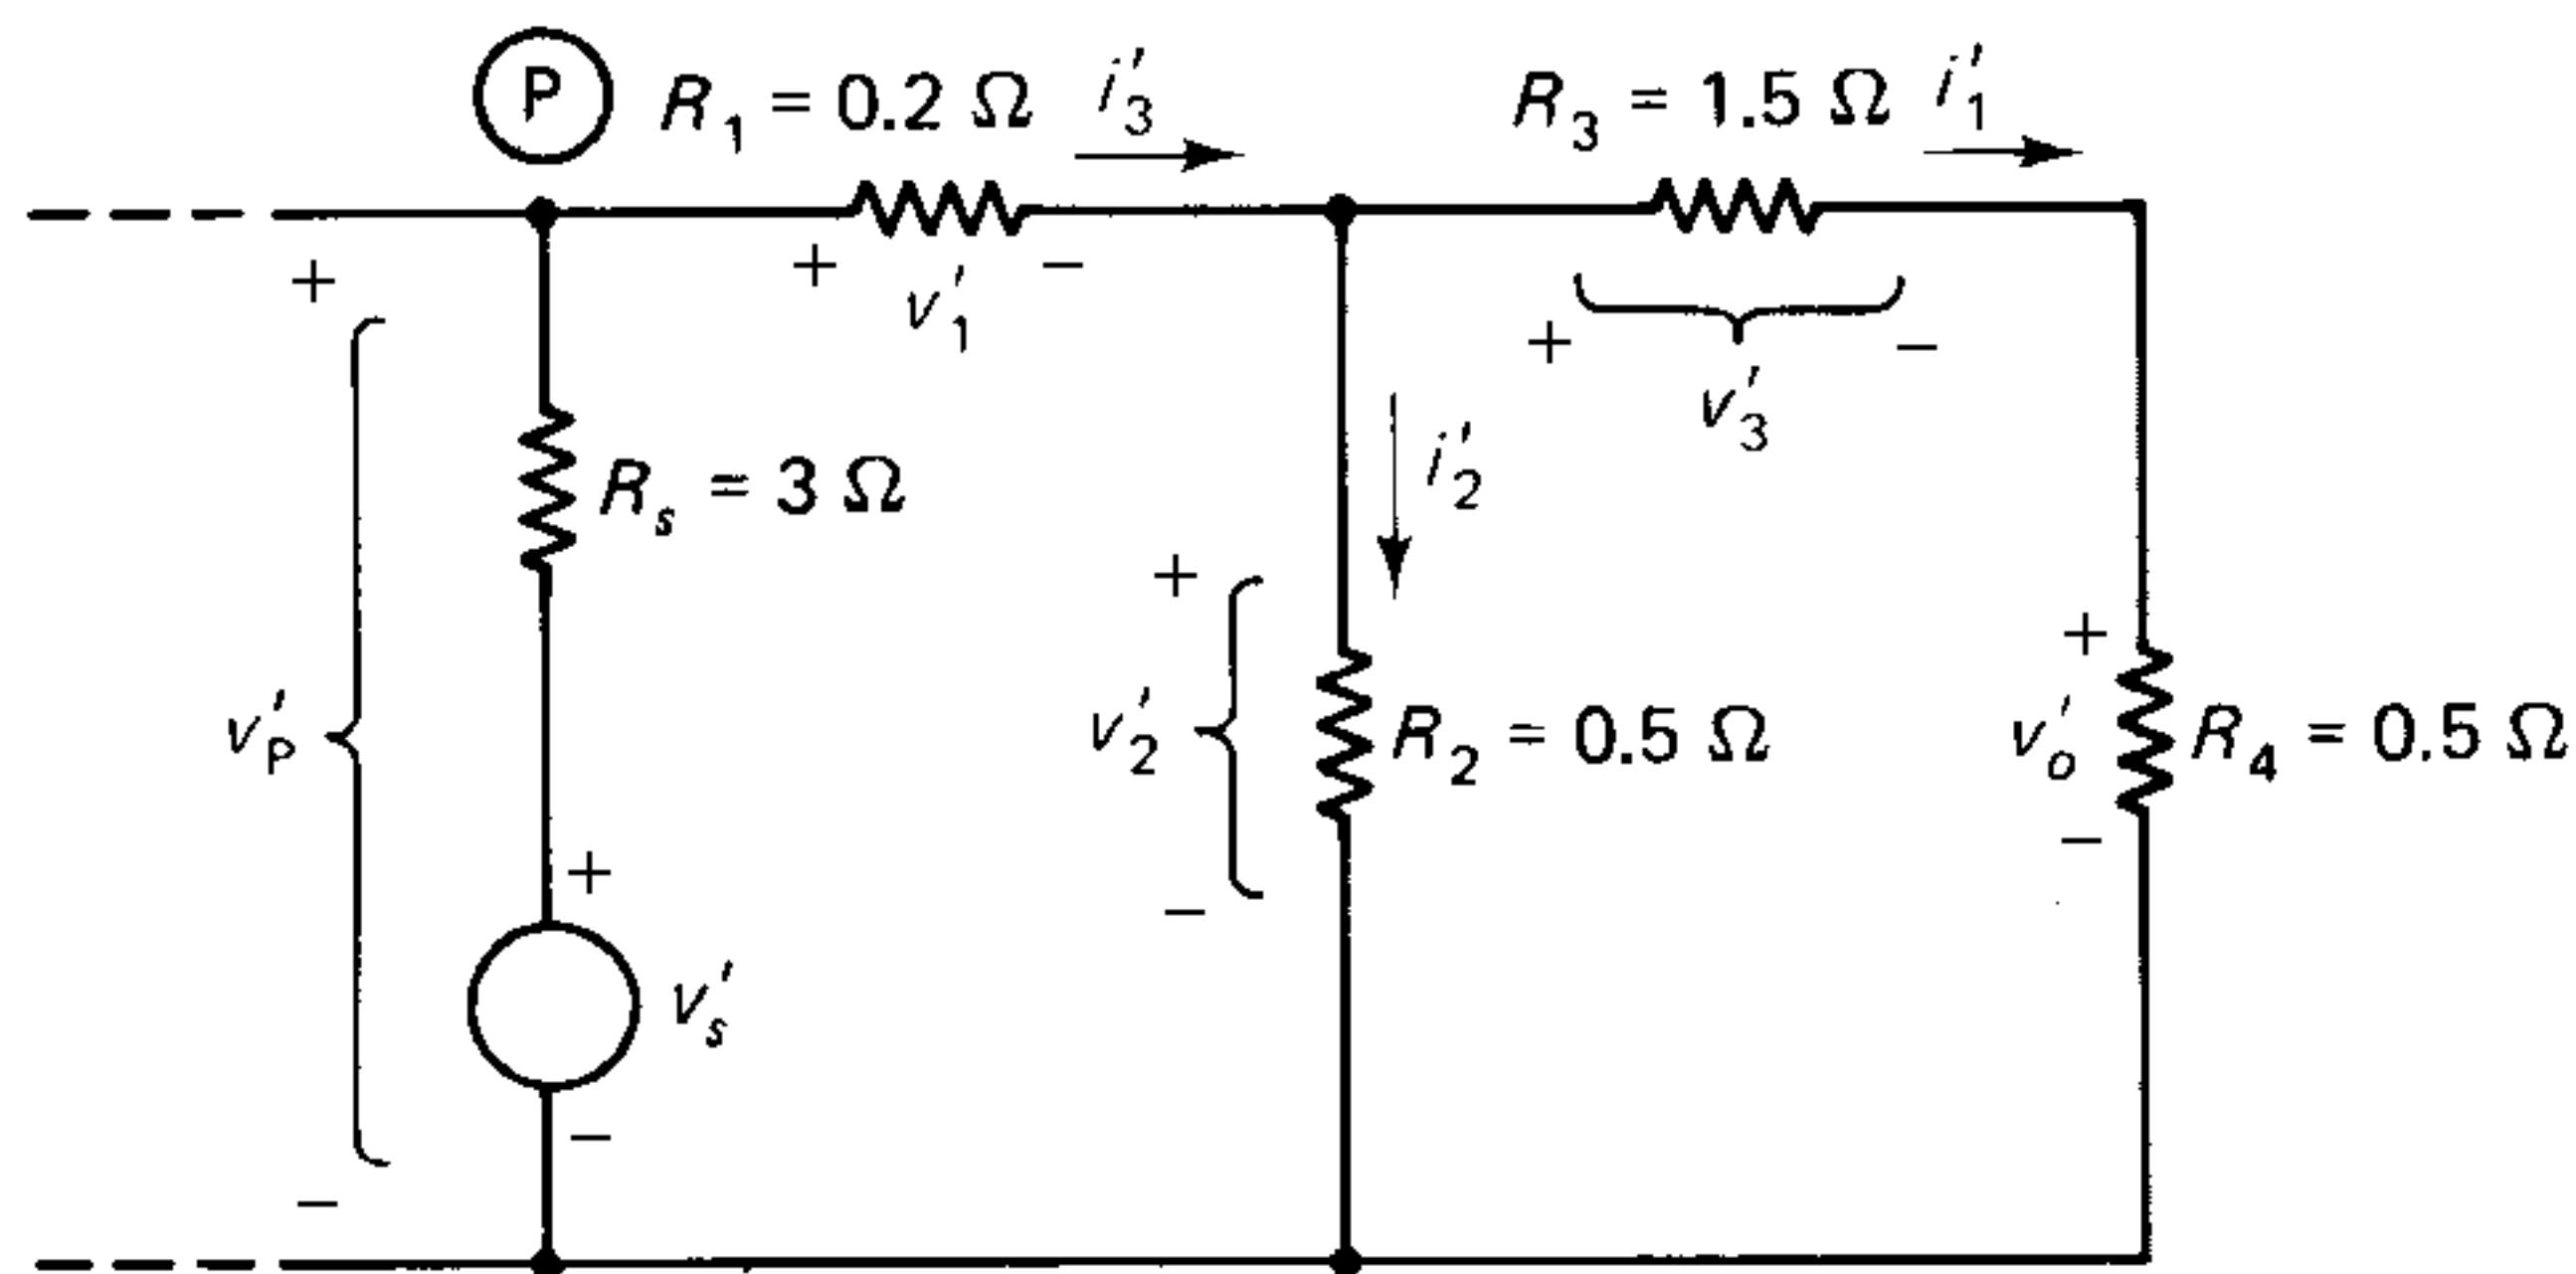 P
R₁ = 0.2 Ω
i′₃
R₃ = 1.5 Ω
i′₁
+
+ −
v′₁
+ −
v′₃
Rₛ = 3 Ω
i′₂
+
v′ₚ
v′₂
R₂ = 0.5 Ω
+
v′ₒ
R₄ = 0.5 Ω
−
+
−
v′ₛ
−
−